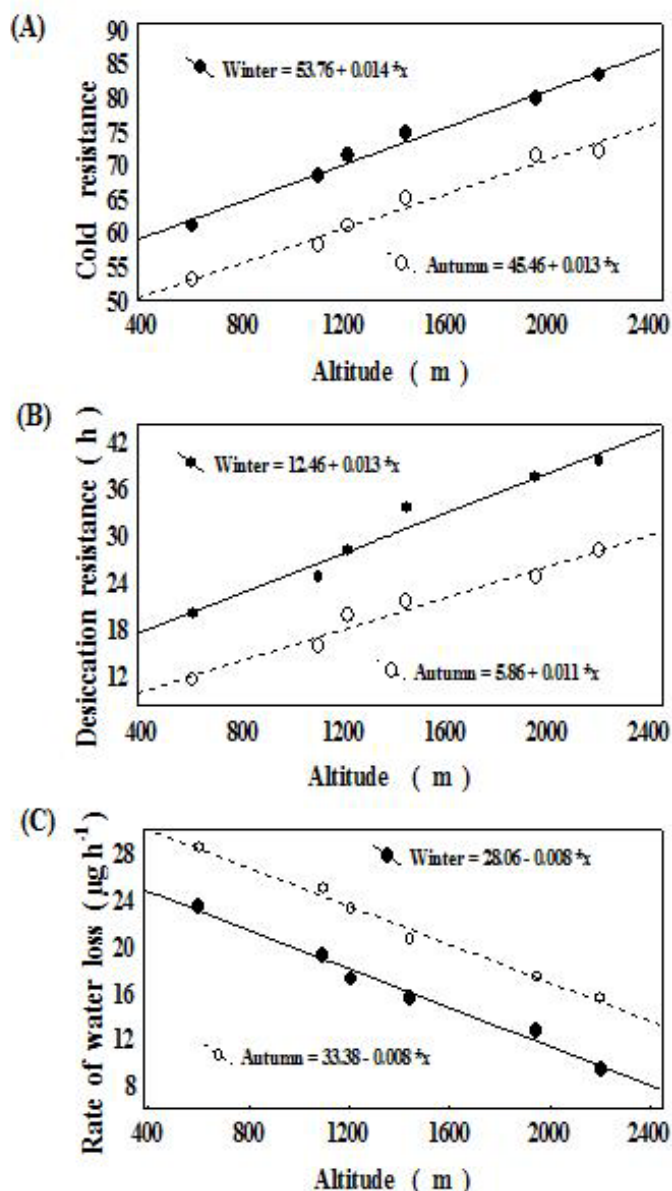 (A)
Cold resistance
90
85
80
75
70
65
60
55
50
Winter = 53.76 + 0.014 *x
Autumn = 45.46 + 0.013 *x
400 800 1200 1600 2000 2400
Altitude ( m )
(B)
Desiccation resistance ( h )
42
36
30
24
18
12
Winter = 12.46 + 0.013 *x
Autumn = 5.86 + 0.011 *x
400 800 1200 1600 2000 2400
Altitude ( m )
(C)
Rate of water loss ( µg h⁻¹ )
28
24
20
16
12
8
Winter = 28.06 - 0.008 *x
Autumn = 33.38 - 0.008 *x
400 800 1200 1600 2000 2400
Altitude ( m )